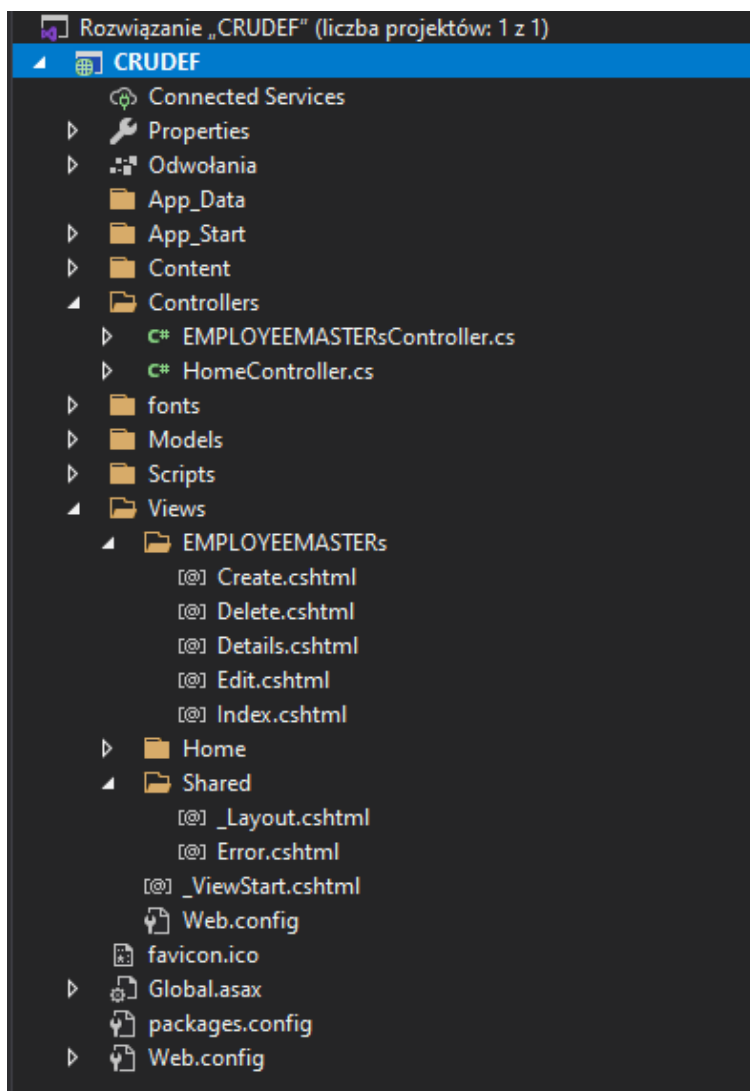 Rozwiązanie „CRUDEF” (liczba projektów: 1 z 1)
CRUDEF
Connected Services
Properties
Odwołania
App_Data
App_Start
Content
Controllers
C# EMPLOYEEMASTERsController.cs
C# HomeController.cs
fonts
Models
Scripts
Views
EMPLOYEEMASTERs
[@] Create.cshtml
[@] Delete.cshtml
[@] Details.cshtml
[@] Edit.cshtml
[@] Index.cshtml
Home
Shared
[@] _Layout.cshtml
[@] Error.cshtml
[@] _ViewStart.cshtml
Web.config
favicon.ico
Global.asax
packages.config
Web.config